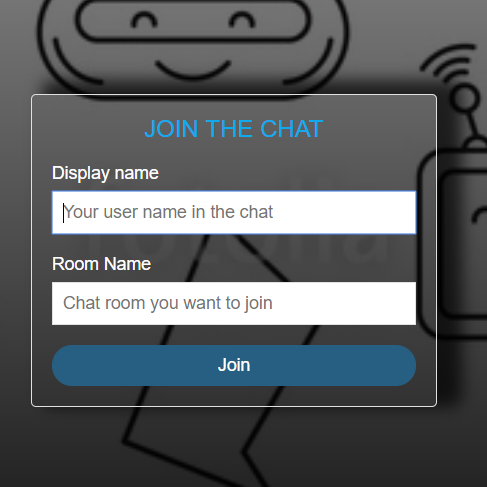 JOIN THE CHAT
Display name
Your user name in the chat
Room Name
Chat room you want to join
Join